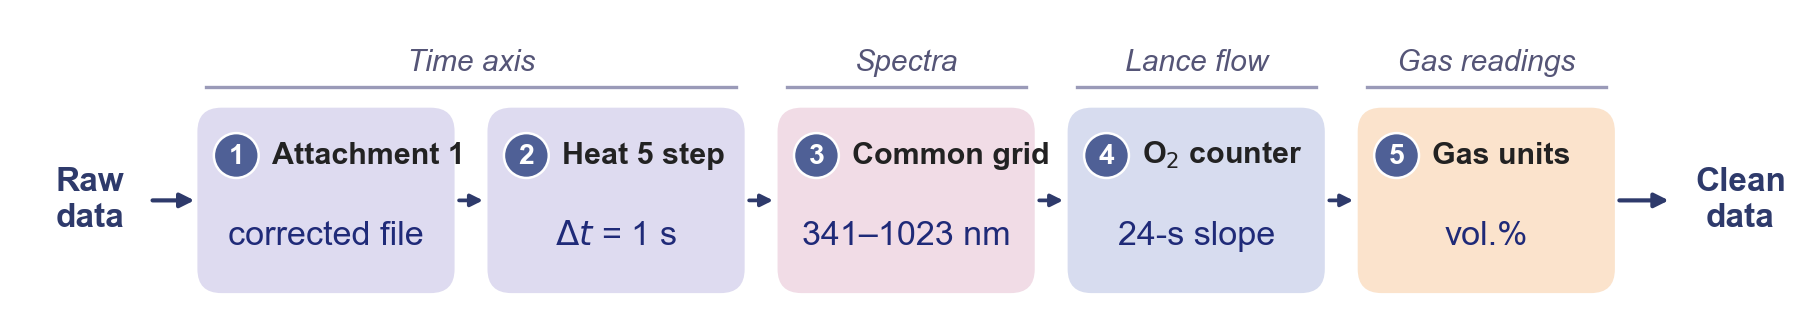 Time axis
Spectra
Lance flow
Gas readings
Raw
data
1 Attachment 1
corrected file
2 Heat 5 step
Δt = 1 s
3 Common grid
341–1023 nm
4 O₂ counter
24-s slope
5 Gas units
vol.%
Clean
data